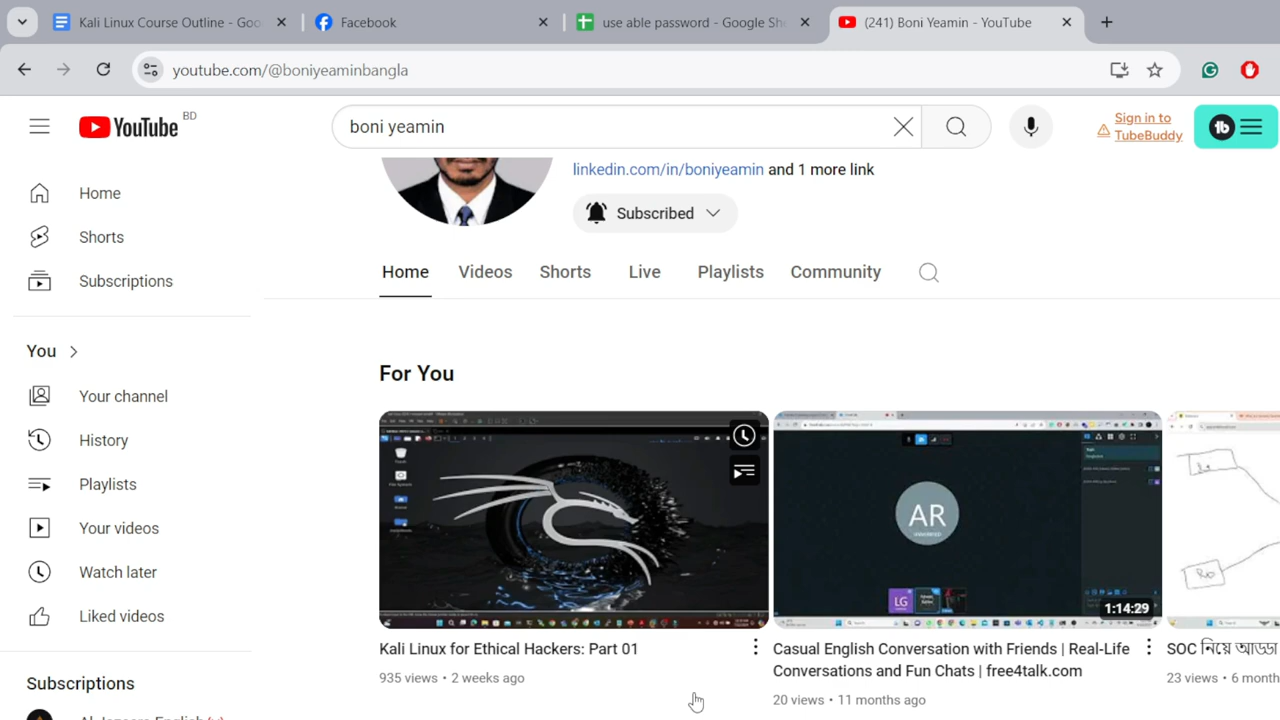 Kali Linux Course Outline - Goo
Facebook
use able password - Google She
(241) Boni Yeamin - YouTube
youtube.com/@boniyeaminbangla
YouTube BD
boni yeamin
Sign in to
TubeBuddy
linkedin.com/in/boniyeamin and 1 more link
Subscribed
Home
Shorts
Subscriptions
You
Your channel
History
Playlists
Your videos
Watch later
Liked videos
Subscriptions
Home Videos Shorts Live Playlists Community
For You
AR
LG
1:14:29
Kali Linux for Ethical Hackers: Part 01
935 views • 2 weeks ago
Casual English Conversation with Friends | Real-Life
Conversations and Fun Chats | free4talk.com
20 views • 11 months ago
SOC নিয়ে আড্ডা
23 views • 6 month